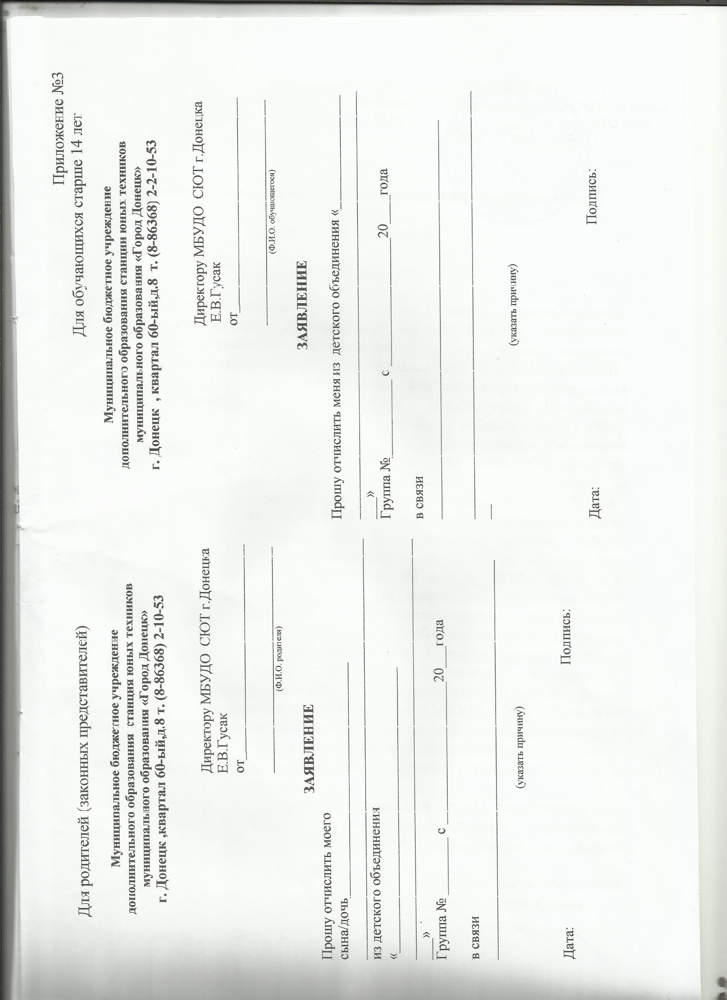 Приложение №3
Для родителей (законных представителей)
Муниципальное бюджетное учреждение
дополнительного образования станция юных техников
муниципального образования «Город Донецк»
г. Донецк ,квартал 60-ый,д.8 т. (8-86368) 2-10-53
Директору МБУДО СЮТ г.Донецка
Е.В.Гусак
от
(Ф.И.О. родителя)
ЗАЯВЛЕНИЕ
Прошу отчислить моего
сына/дочь
из детского объединения
«
»
Группа № с 20 года
в связи
(указать причину)
Дата: Подпись:
Для обучающихся старше 14 лет
Муниципальное бюджетное учреждение
дополнительного образования станции юных техников
муниципального образования «Город Донецк»
г. Донецк , квартал 60-ый,д.8 т. (8-86368) 2-2-10-53
Директору МБУДО СЮТ г.Донецка
Е.В.Гусак
от
(Ф.И.О. обучающегося)
ЗАЯВЛЕНИЕ
Прошу отчислить меня из детского объединения «
»
Группа № с 20 года
в связи
(указать причину)
Дата: Подпись: